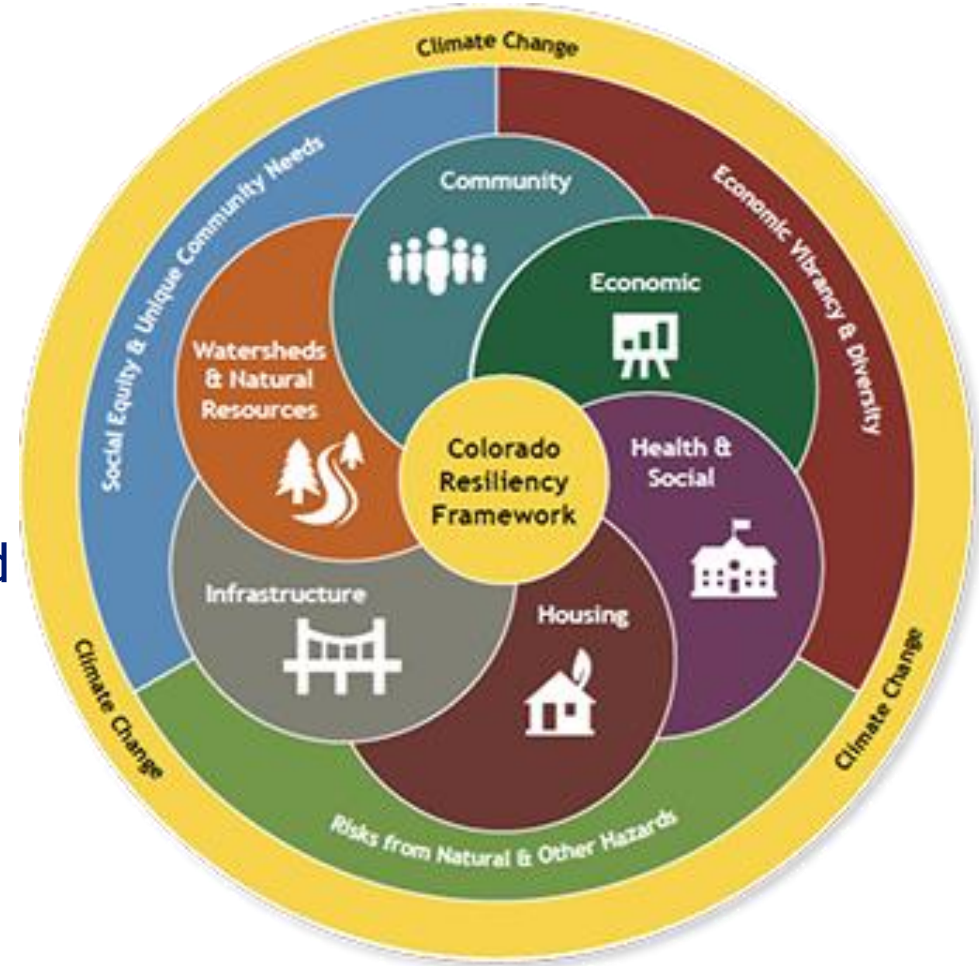 Climate Change
Social Equity & Unique Community Needs
Economic Vibrancy & Diversity
Community
Economic
Watersheds
& Natural
Resources
Health &
Social
Colorado
Resiliency
Framework
Infrastructure
Housing
d
Climate Change
Climate Change
Risks from Natural & Other Hazards